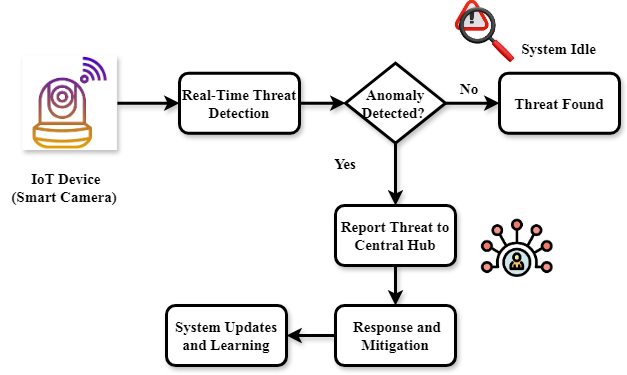 System Idle
IoT Device
(Smart Camera)
Real-Time Threat
Detection
Anomaly
Detected?
No
Threat Found
Yes
Report Threat to
Central Hub
Response and
Mitigation
System Updates
and Learning